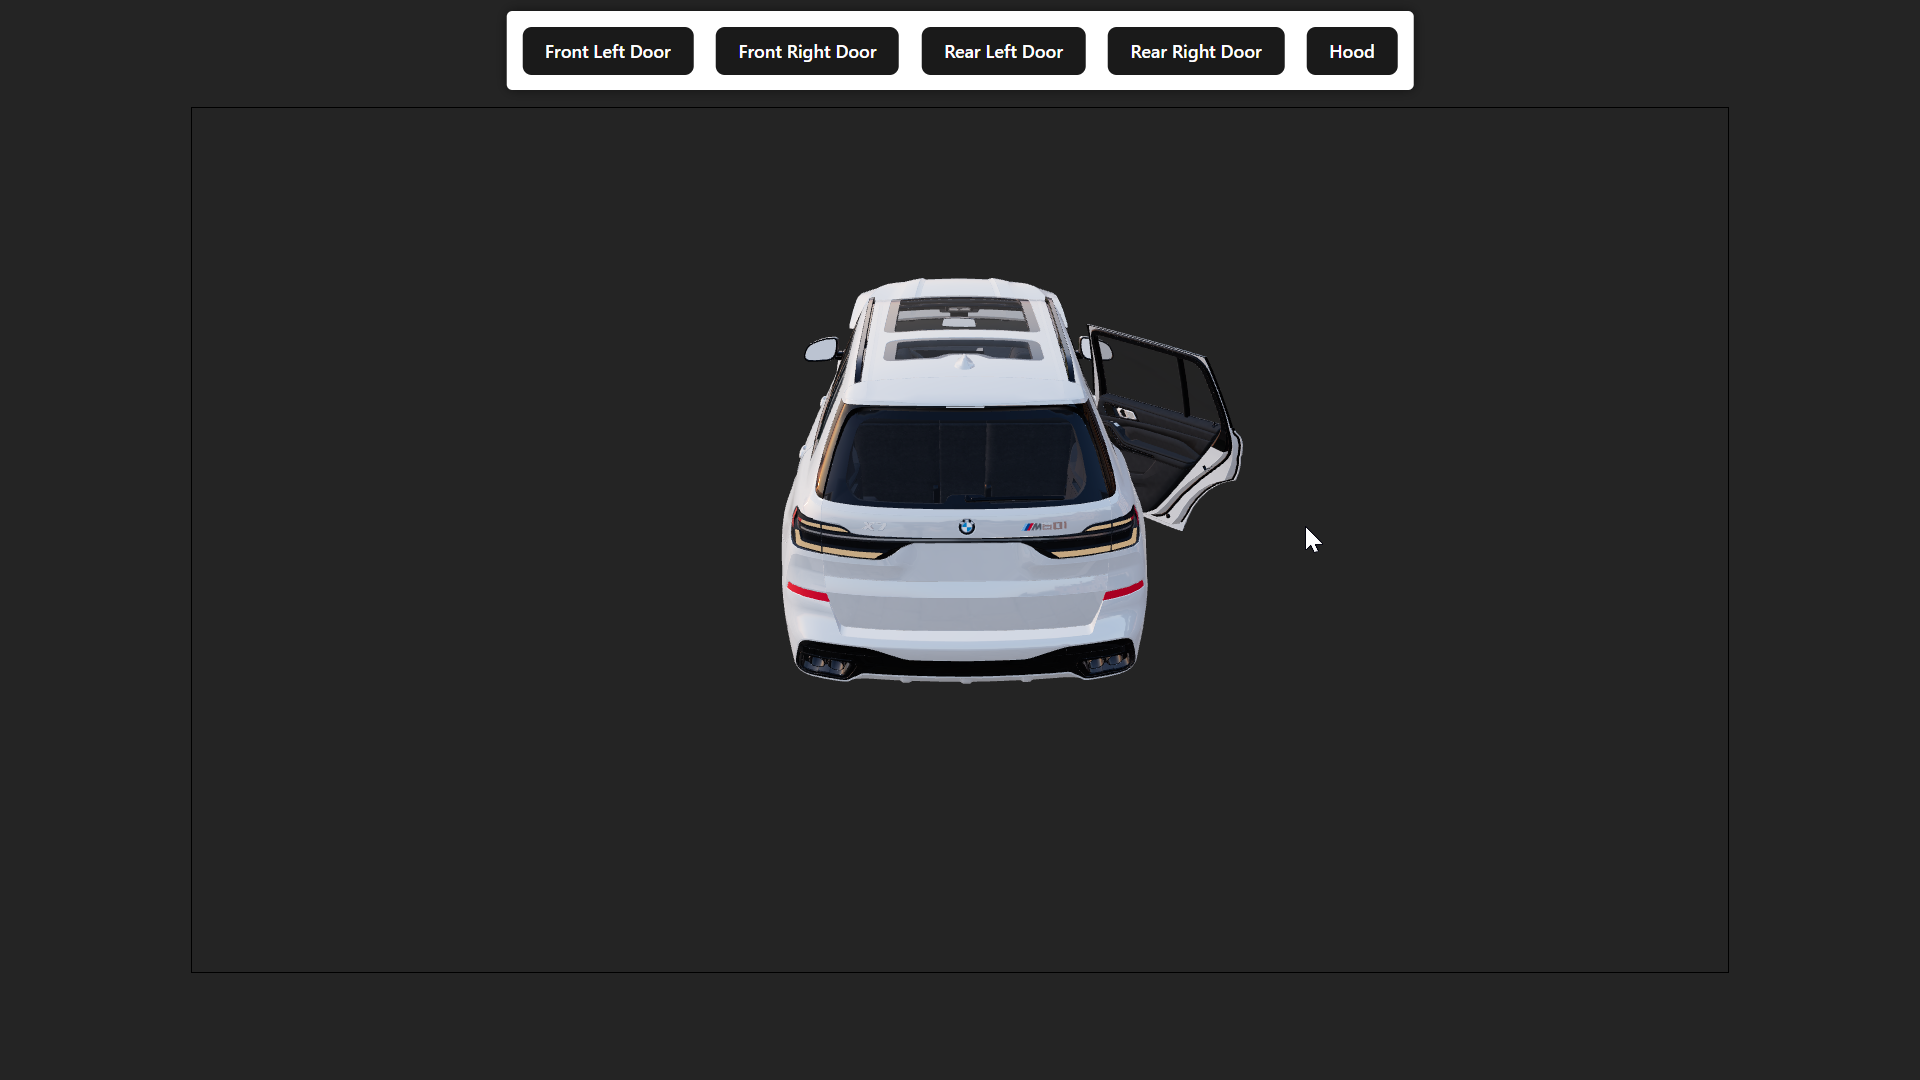 Front Left Door
Front Right Door
Rear Left Door
Rear Right Door
Hood
X7
M60i